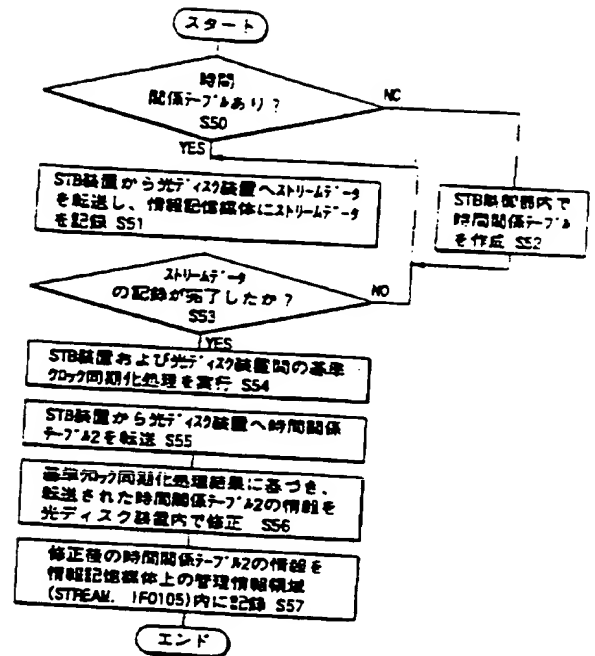 スタート
時間
関係テーブルあり?
S50
NO
YES
STB装置から光ディスク装置へストリームデータ
を転送し、情報記憶媒体にストリームデータ
を記録 S51
STB装置内で
時間関係テーブル
を作成 S52
ストリームデータ
の記録が完了したか?
S53
NO
YES
STB装置および光ディスク装置間の基準
クロック同期化処理を実行 S54
STB装置から光ディスク装置へ時間関係
テーブル2を転送 S55
基準クロック同期化処理結果に基づき、
転送された時間関係テーブル2の情報を
光ディスク装置内で修正 S56
修正後の時間関係テーブル2の情報を
情報記憶媒体上の管理情報領域
(STREAM. IFO105)内に記録 S57
エンド